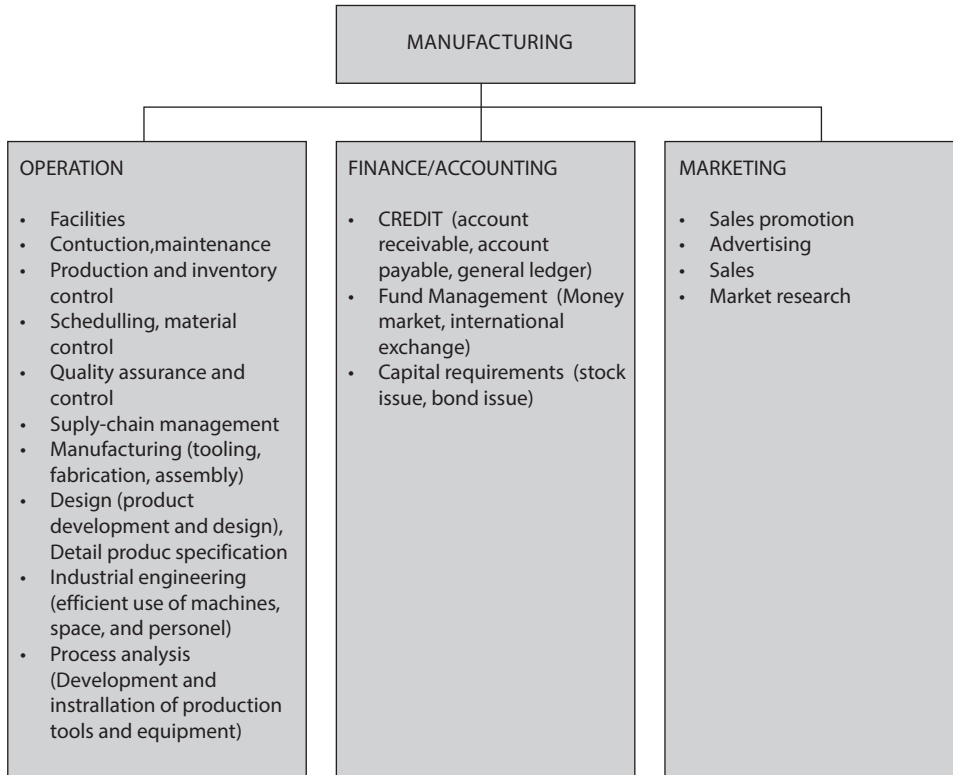 MANUFACTURING
OPERATION
• Facilities
• Contuction,maintenance
• Production and inventory
control
• Schedulling, material
control
• Quality assurance and
control
• Suply-chain management
• Manufacturing (tooling,
fabrication, assembly)
• Design (product
development and design),
Detail produc specification
• Industrial engineering
(efficient use of machines,
space, and personel)
• Process analysis
(Development and
instrallation of production
tools and equipment)
FINANCE/ACCOUNTING
• CREDIT (account
receivable, account
payable, general ledger)
• Fund Management (Money
market, international
exchange)
• Capital requirements (stock
issue, bond issue)
MARKETING
• Sales promotion
• Advertising
• Sales
• Market research